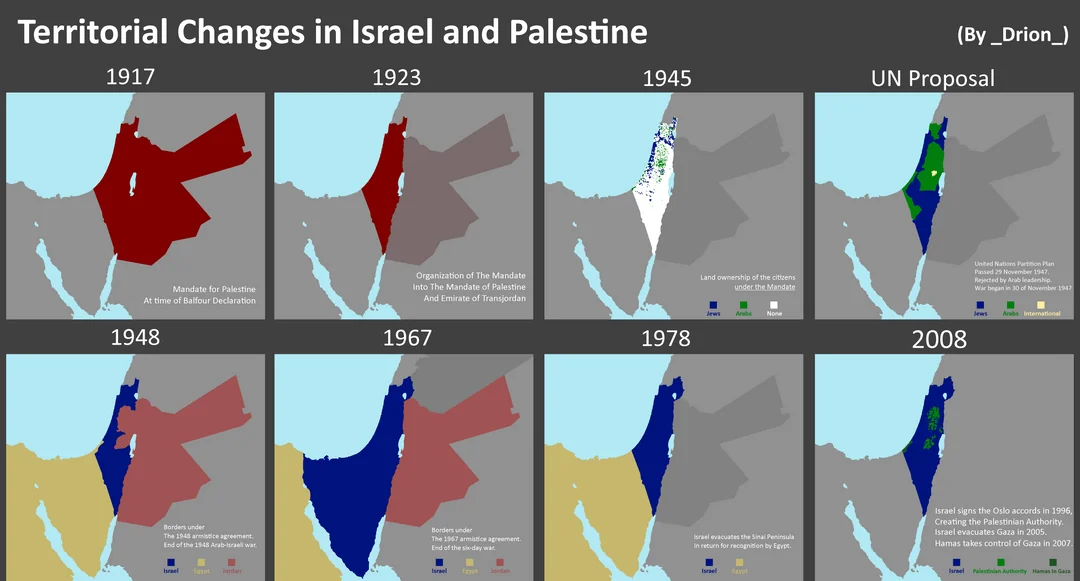 Territorial Changes in Israel and Palestine
(By _Drion_)
1917
1923
1945
UN Proposal
Mandate for Palestine
At time of Balfour Declaration
Organization of The Mandate
Into The Mandate of Palestine
And Emirate of Transjordan
Land ownership of the citizens
under the Mandate
Jews
Arabs
None
United Nations Partition Plan
Passed 29 November 1947.
Rejected by Arab leadership.
War began in 30 of November 1947
Jews
Arabs
International
1948
1967
1978
2008
Borders under
The 1948 armistice agreement.
End of the 1948 Arab-Israeli war.
Israel
Egypt
Jordan
Borders under
The 1967 armistice agreement.
End of the six-day war.
Israel
Egypt
Jordan
Israel evacuates the Sinai Peninsula
in return for recognition by Egypt.
Israel
Egypt
Israel signs the Oslo accords in 1996,
Creating the Palestinian Authority.
Israel evacuates Gaza in 2005.
Hamas takes control of Gaza in 2007.
Israel
Palestinian Authority
Hamas in Gaza